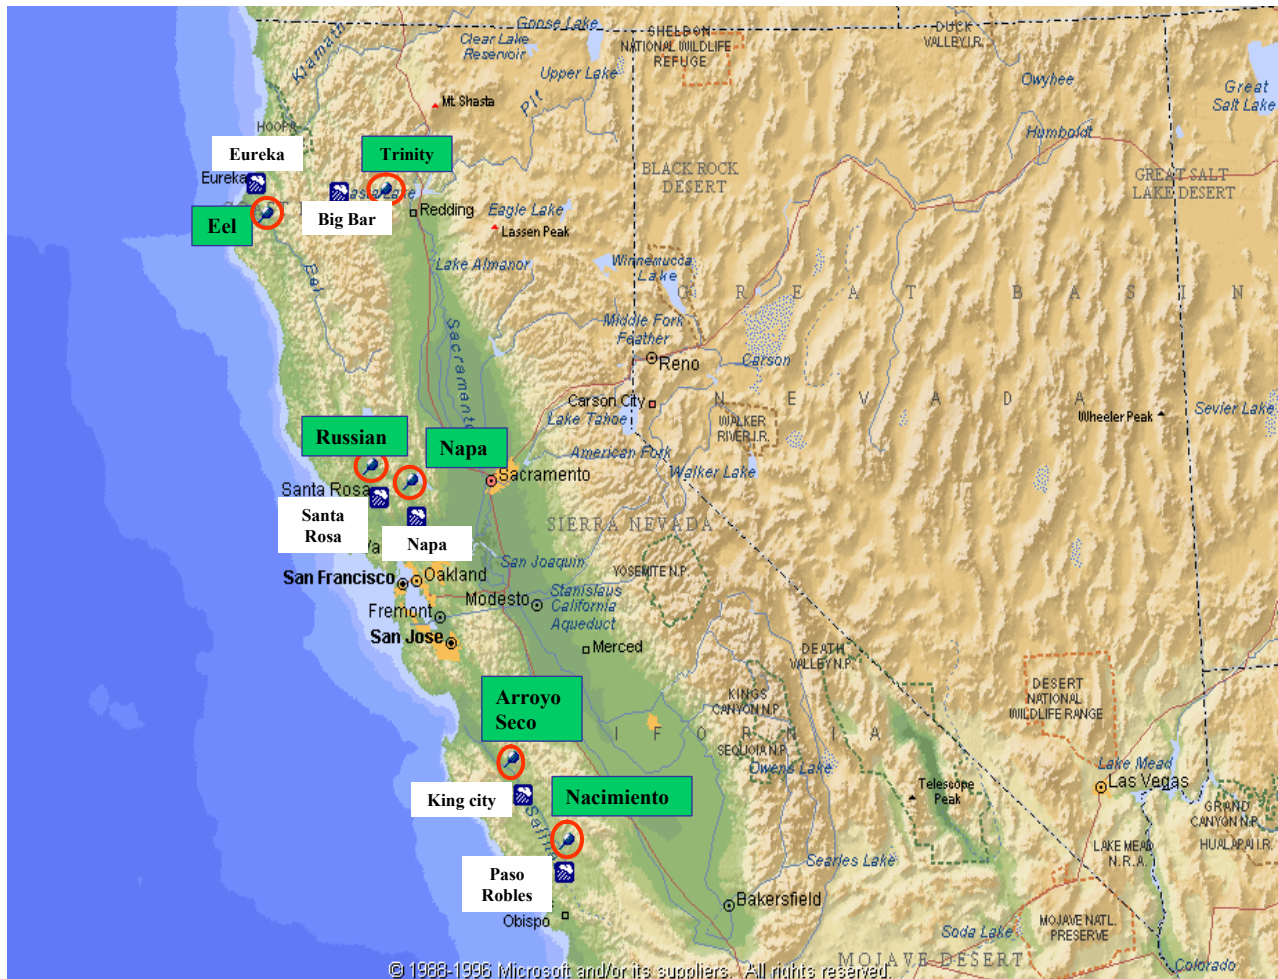 Goose Lake
Klamath
Clear Lake
Reservoir
SHELDON
NATIONAL WILDLIFE
REFUGE
DUCK
VALLEY I.R.
Upper Lake
Owyhee
Great
Salt Lake
Mt. Shasta
Pit
HOOPA
Humboldt
Eureka
Trinity
Eureka
BLACK ROCK
DESERT
GREAT SALT
LAKE DESERT
Big Bar
Redding
Eagle Lake
Eel
Lassen Peak
Eel
Lake Almanor
Winnemucca
Lake
G R E A T B A S I N
Sacramento
Middle Fork
Feather
Reno
Carson
Carson City
N E V A D A
Lake Tahoe
WALKER
RIVER I.R.
Wheeler Peak
Sevier Lake
Russian
Napa
American Fork
Walker Lake
Sacramento
Santa Rosa
Santa
Rosa
Napa
SIERRA NEVADA
San Joaquin
YOSEMITE N.P.
San Francisco
Oakland
Stanislaus
California
Aqueduct
Modesto
Fremont
San Jose
Merced
DEATH
VALLEY N.P.
Arroyo
Seco
KINGS
CANYON N.P.
DESERT
NATIONAL
WILDLIFE RANGE
I F O R N I A
SEQUOIA N.P.
Owens Lake
Lake Mead
Las Vegas
King city
Nacimiento
Telescope
Peak
GRAND
CANYON N.P.
HUALAPAI I.R.
LAKE MEAD
N.R.A.
Searles Lake
Paso
Robles
Bakersfield
Obispo
Soda Lake
MOJAVE NATL.
PRESERVE
MOJAVE DESERT
Colorado
© 1988-1996 Microsoft and/or its suppliers. All rights reserved.